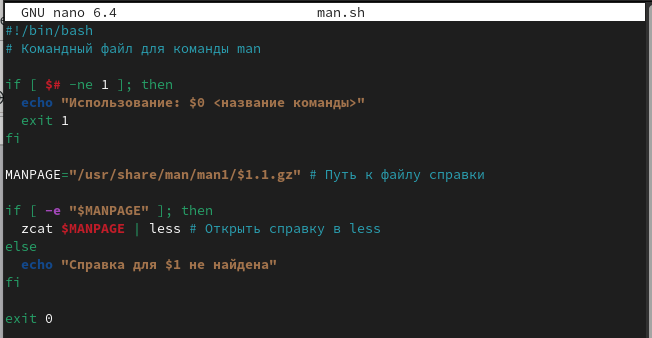 GNU nano 6.4 man.sh
#!/bin/bash
# Командный файл для команды man
if [ $# -ne 1 ]; then
echo "Использование: $0 <название команды>"
exit 1
fi
MANPAGE="/usr/share/man/man1/$1.1.gz" # Путь к файлу справки
if [ -e "$MANPAGE" ]; then
zcat $MANPAGE | less # Открыть справку в less
else
echo "Справка для $1 не найдена"
fi
exit 0